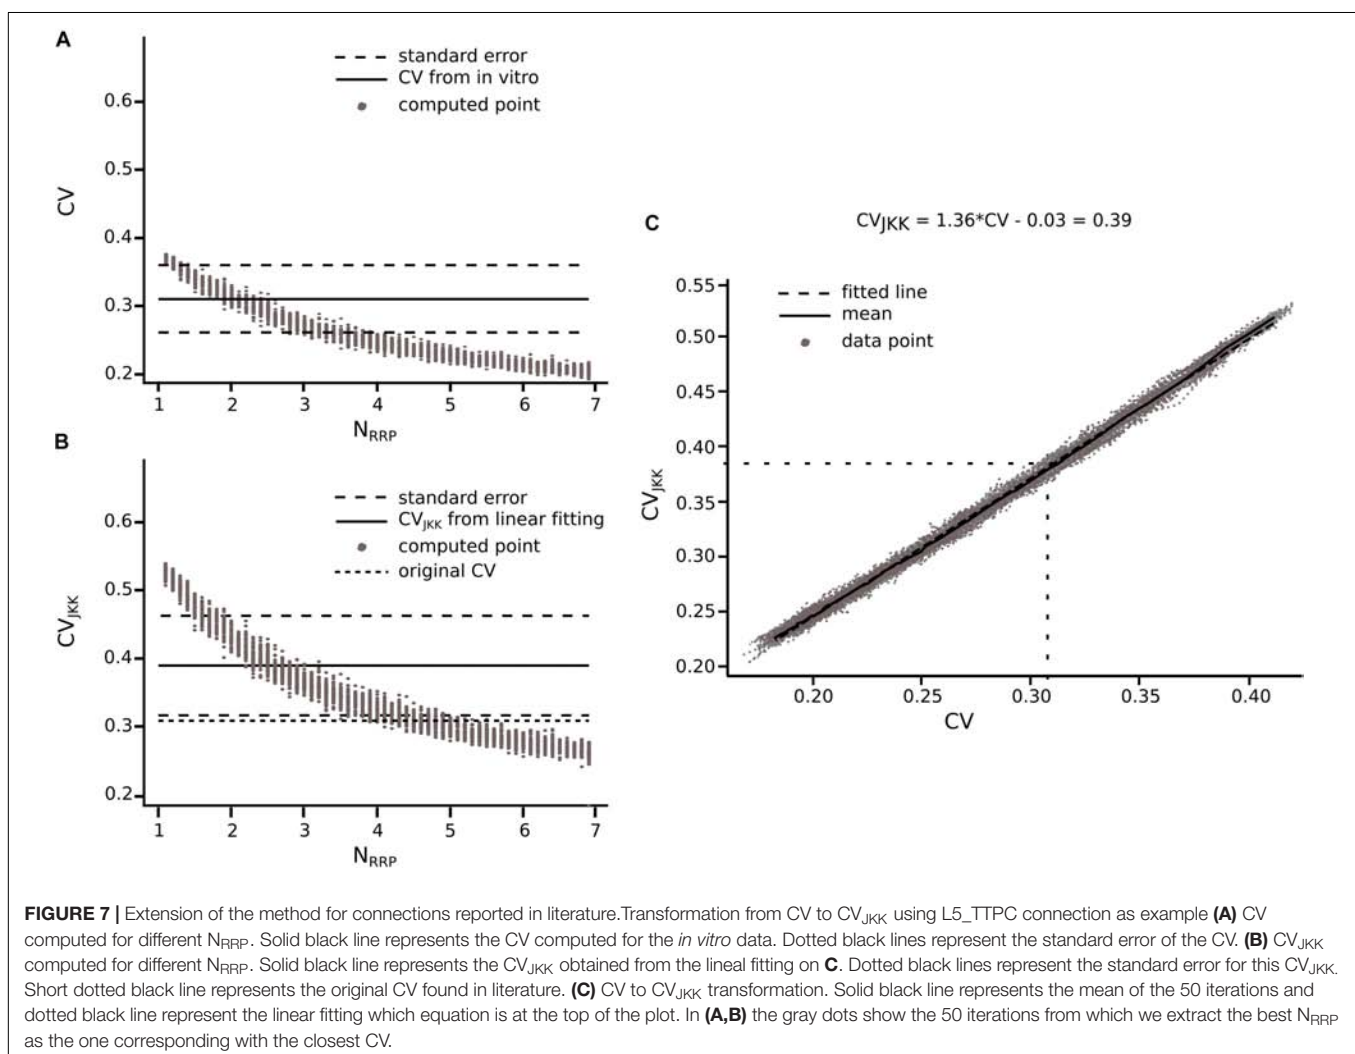 A
standard error
CV from in vitro
computed point
0.6
0.5
0.4
0.3
0.2
CV
1 2 3 4 5 6 7
NRRP
B
standard error
CVJKK from linear fitting
computed point
original CV
0.6
0.5
0.4
0.3
0.2
CVJKK
1 2 3 4 5 6 7
NRRP
C
CVJKK = 1.36*CV - 0.03 = 0.39
fitted line
mean
data point
0.55
0.50
0.45
0.40
0.35
0.30
0.25
0.20
CVJKK
0.20 0.25 0.30 0.35 0.40
CV
FIGURE 7 | Extension of the method for connections reported in literature.Transformation from CV to CVJKK using L5_TTPC connection as example (A) CV
computed for different NRRP. Solid black line represents the CV computed for the in vitro data. Dotted black lines represent the standard error of the CV. (B) CVJKK
computed for different NRRP. Solid black line represents the CVJKK obtained from the lineal fitting on C. Dotted black lines represent the standard error for this CVJKK.
Short dotted black line represents the original CV found in literature. (C) CV to CVJKK transformation. Solid black line represents the mean of the 50 iterations and
dotted black line represent the linear fitting which equation is at the top of the plot. In (A,B) the gray dots show the 50 iterations from which we extract the best NRRP
as the one corresponding with the closest CV.